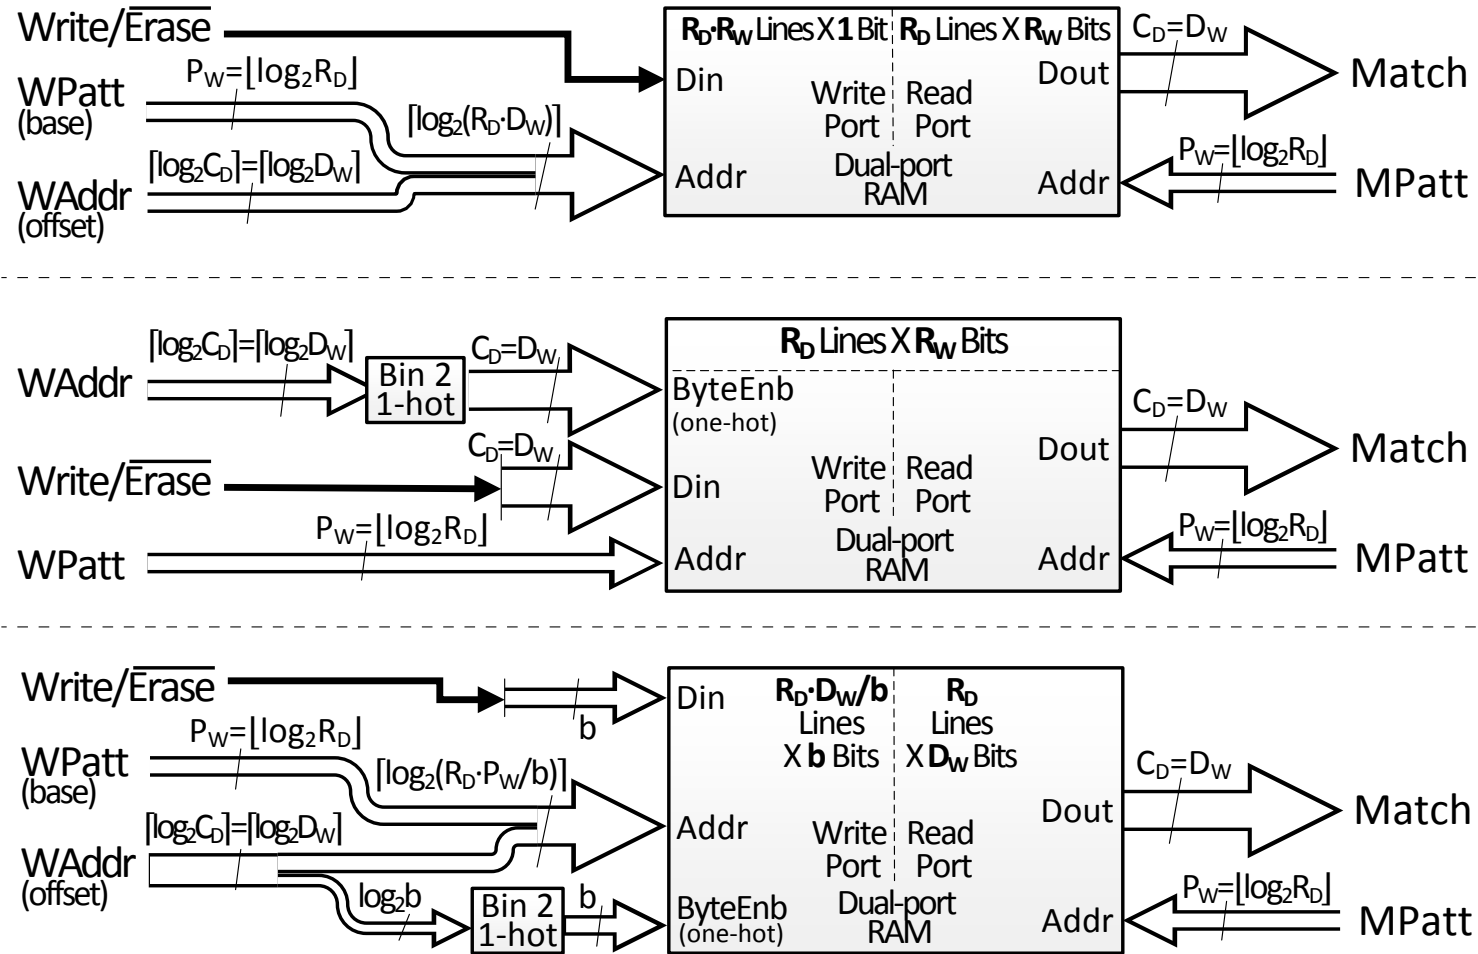 Write/Erase
P_W=⌊log₂R_D⌋
WPatt
(base)
⌈log₂(R_D·D_W)⌉
⌈log₂C_D⌉=⌈log₂D_W⌉
WAddr
(offset)
R_D·R_W Lines X 1 Bit
R_D Lines X R_W Bits
Din
Dout
Write
Port
Read
Port
Addr
Dual-port
RAM
Addr
C_D=D_W
Match
P_W=⌊log₂R_D⌋
MPatt
⌈log₂C_D⌉=⌈log₂D_W⌉
WAddr
Bin 2
1-hot
C_D=D_W
C_D=D_W
Write/Erase
P_W=⌊log₂R_D⌋
WPatt
R_D Lines X R_W Bits
ByteEnb
(one-hot)
Dout
Din
Write
Port
Read
Port
Addr
Dual-port
RAM
Addr
C_D=D_W
Match
P_W=⌊log₂R_D⌋
MPatt
Write/Erase
b
P_W=⌊log₂R_D⌋
WPatt
(base)
⌈log₂(R_D·P_W/b)⌉
⌈log₂C_D⌉=⌈log₂D_W⌉
WAddr
(offset)
log₂b
Bin 2
1-hot
b
Din
R_D·D_W/b
Lines
X b Bits
R_D
Lines
X D_W Bits
Dout
Addr
Write
Port
Read
Port
ByteEnb
(one-hot)
Dual-port
RAM
Addr
C_D=D_W
Match
P_W=⌊log₂R_D⌋
MPatt